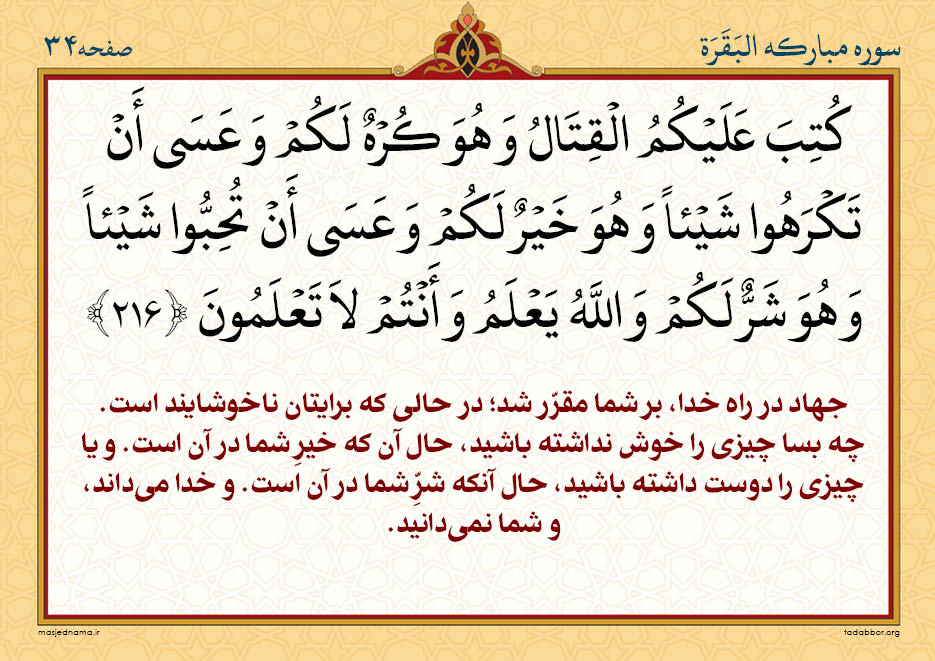 سوره مبارکه البَقَرَة
صفحه۳۴
كُتِبَ عَلَيْكُمُ الْقِتَالُ وَ هُوَ كُرْهٌ لَكُمْ وَ عَسَى أَنْ
تَكْرَهُوا شَيْئاً وَ هُوَ خَيْرٌ لَكُمْ وَ عَسَى أَنْ تُحِبُّوا شَيْئاً
وَ هُوَ شَرٌّ لَكُمْ وَ اللَّهُ يَعْلَمُ وَ أَنْتُمْ لاَ تَعْلَمُونَ ﴿۲۱۶﴾
جهاد در راه خدا، بر شما مقرّر شد؛ در حالی که برایتان ناخوشایند است.
چه بسا چیزی را خوش نداشته باشید، حال آن که خیرِ شما در آن است. و یا
چیزی را دوست داشته باشید، حال آنکه شرِّ شما در آن است. و خدا می‌داند،
و شما نمی‌دانید.
masjednama.ir
tadabbor.org